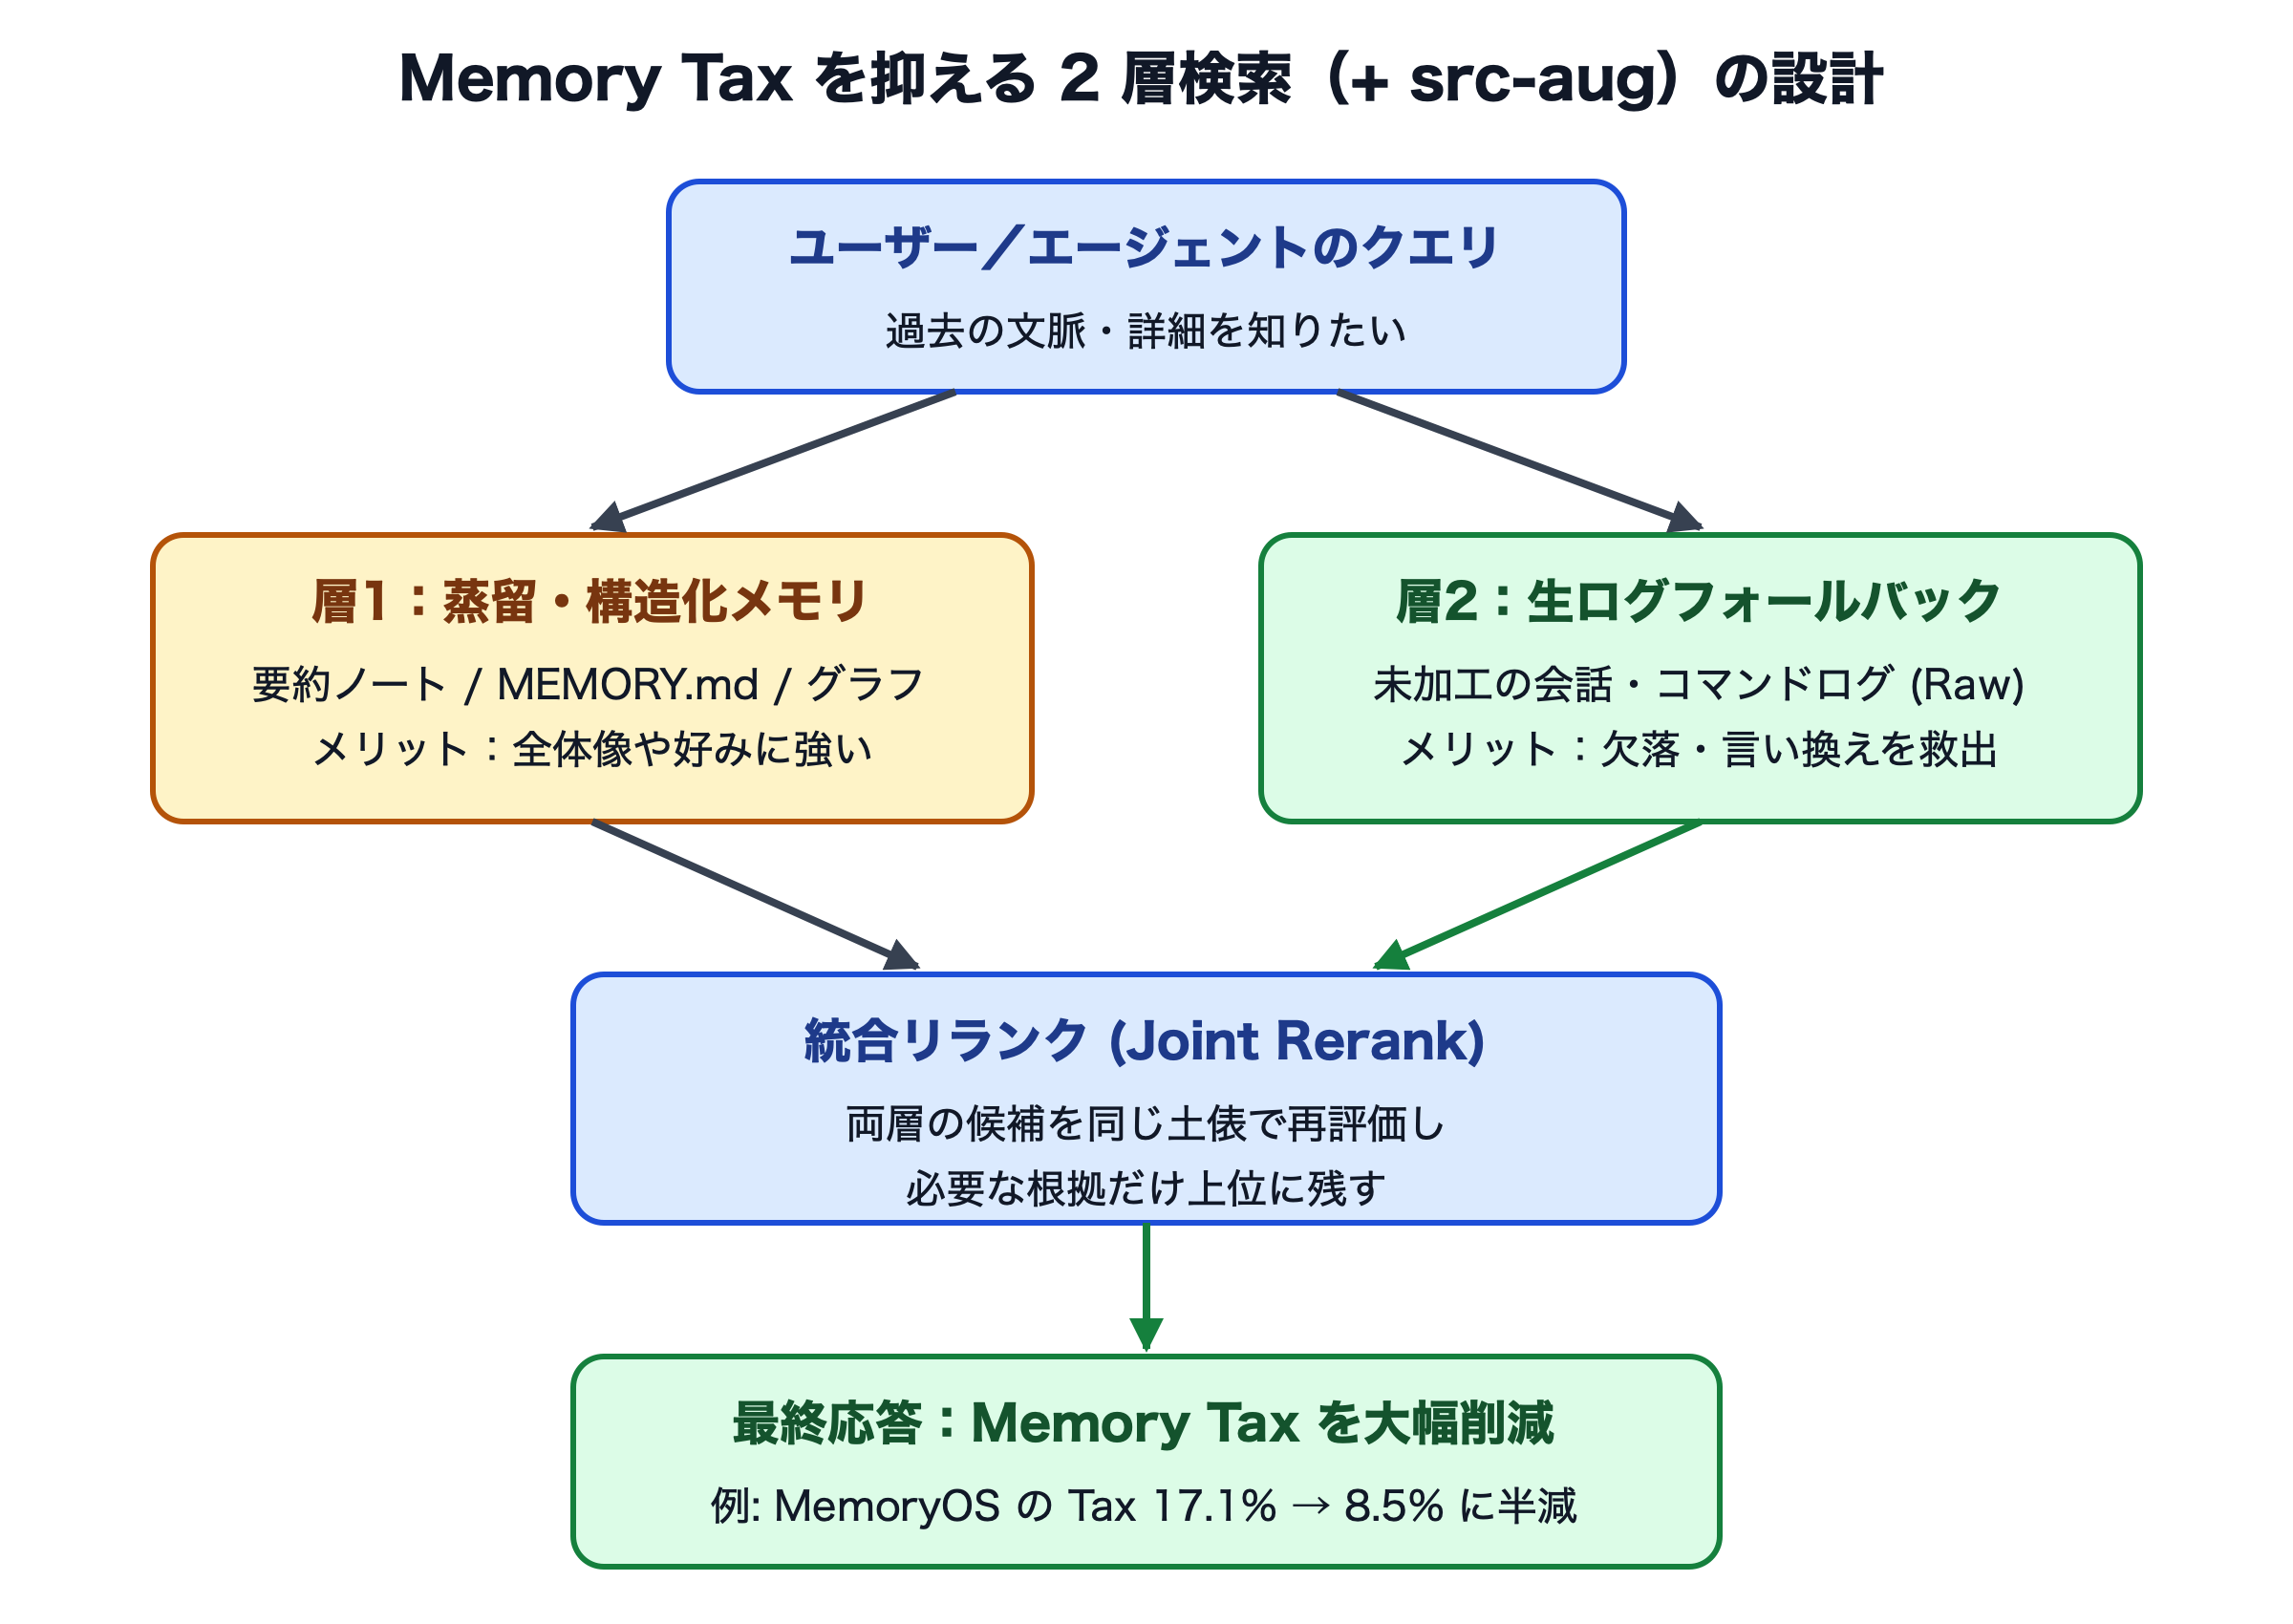 Memory Tax を抑える 2 層検索（+ src-aug）の設計
ユーザー／エージェントのクエリ
過去の文脈・詳細を知りたい
層1：蒸留・構造化メモリ
要約ノート / MEMORY.md / グラフ
メリット：全体像や好みに強い
層2：生ログフォールバック
未加工の会話・コマンドログ (Raw)
メリット：欠落・言い換えを救出
統合リランク (Joint Rerank)
両層の候補を同じ土俵で再評価し
必要な根拠だけ上位に残す
最終応答：Memory Tax を大幅削減
例: MemoryOS の Tax 17.1% → 8.5% に半減